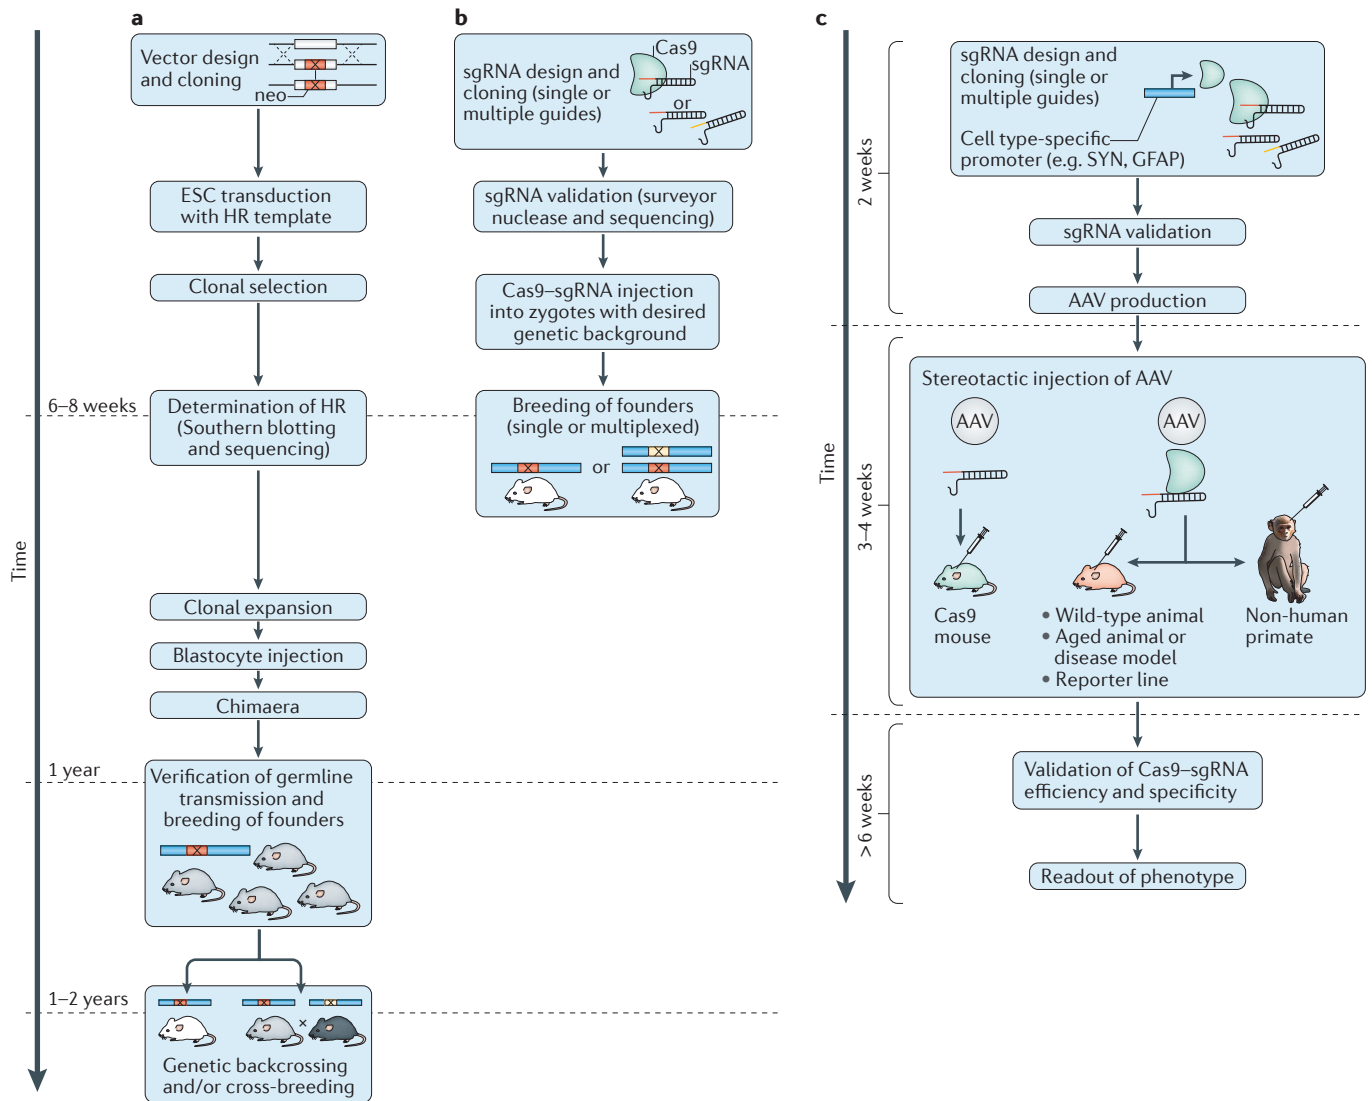 a
Vector design
and cloning
neo
ESC transduction
with HR template
Clonal selection
6–8 weeks
Determination of HR
(Southern blotting
and sequencing)
Time
Clonal expansion
Blastocyte injection
Chimaera
1 year
Verification of germline
transmission and
breeding of founders
1–2 years
×
Genetic backcrossing
and/or cross-breeding
b
Cas9
sgRNA
sgRNA design and
cloning (single or
multiple guides)
or
sgRNA validation (surveyor
nuclease and sequencing)
Cas9–sgRNA injection
into zygotes with desired
genetic background
Breeding of founders
(single or multiplexed)
or
c
Time
2 weeks
sgRNA design and
cloning (single or
multiple guides)
Cell type-specific
promoter (e.g. SYN, GFAP)
sgRNA validation
AAV production
3–4 weeks
Stereotactic injection of AAV
AAV
AAV
Cas9
mouse
• Wild-type animal
• Aged animal or
disease model
• Reporter line
Non-human
primate
> 6 weeks
Validation of Cas9–sgRNA
efficiency and specificity
Readout of phenotype